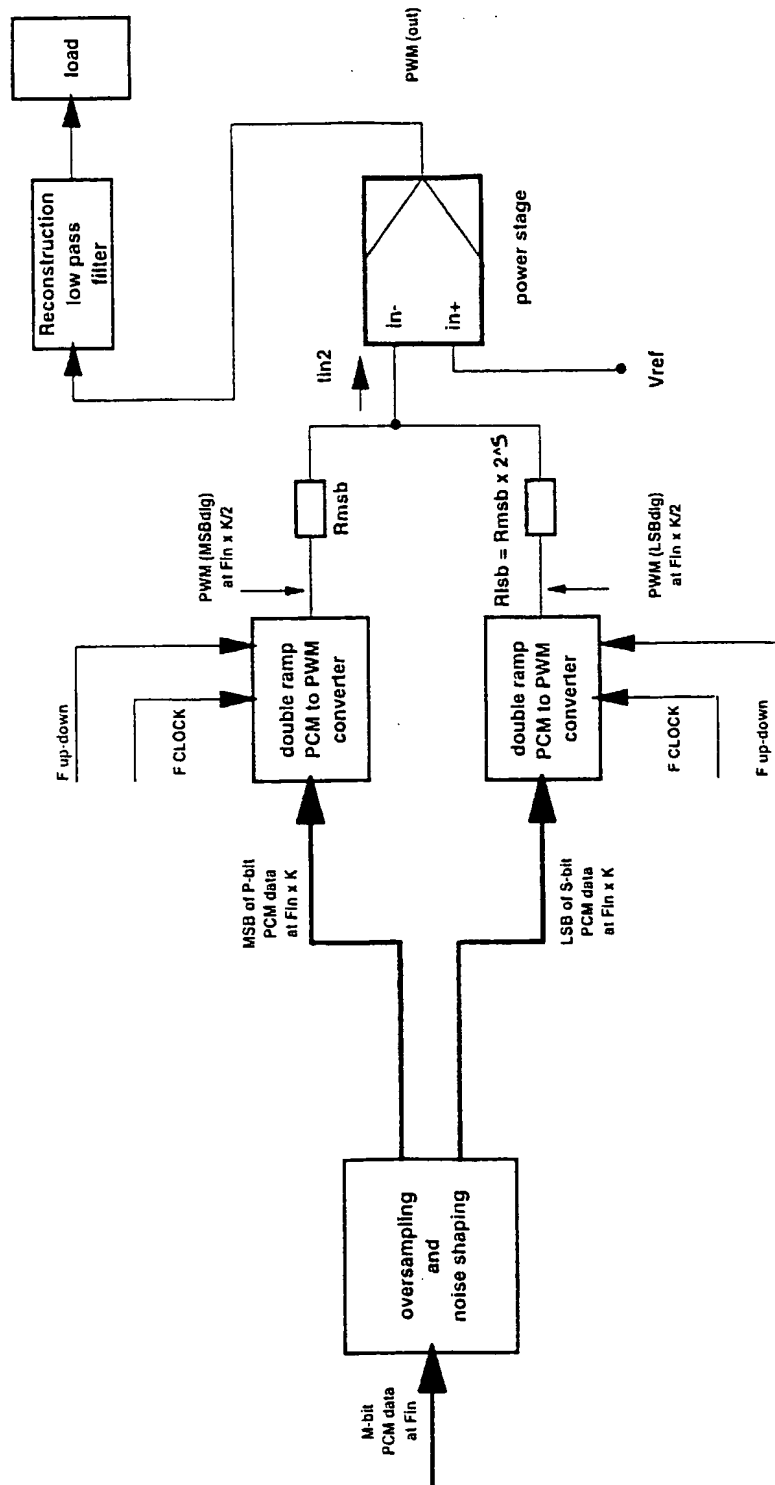 M-bit
PCM data
at Fin
oversampling
and
noise shaping
MSB of P-bit
PCM data
at Fin x K
LSB of S-bit
PCM data
at Fin x K
F up-down
F CLOCK
double ramp
PCM to PWM
converter
F CLOCK
F up-down
double ramp
PCM to PWM
converter
PWM (MSBdig)
at Fin x K/2
Rmsb
Rlsb = Rmsb x 2^S
PWM (LSBdig)
at Fin x K/2
Iin2
in-
in+
Vref
power stage
PWM (out)
Reconstruction
low pass
filter
load